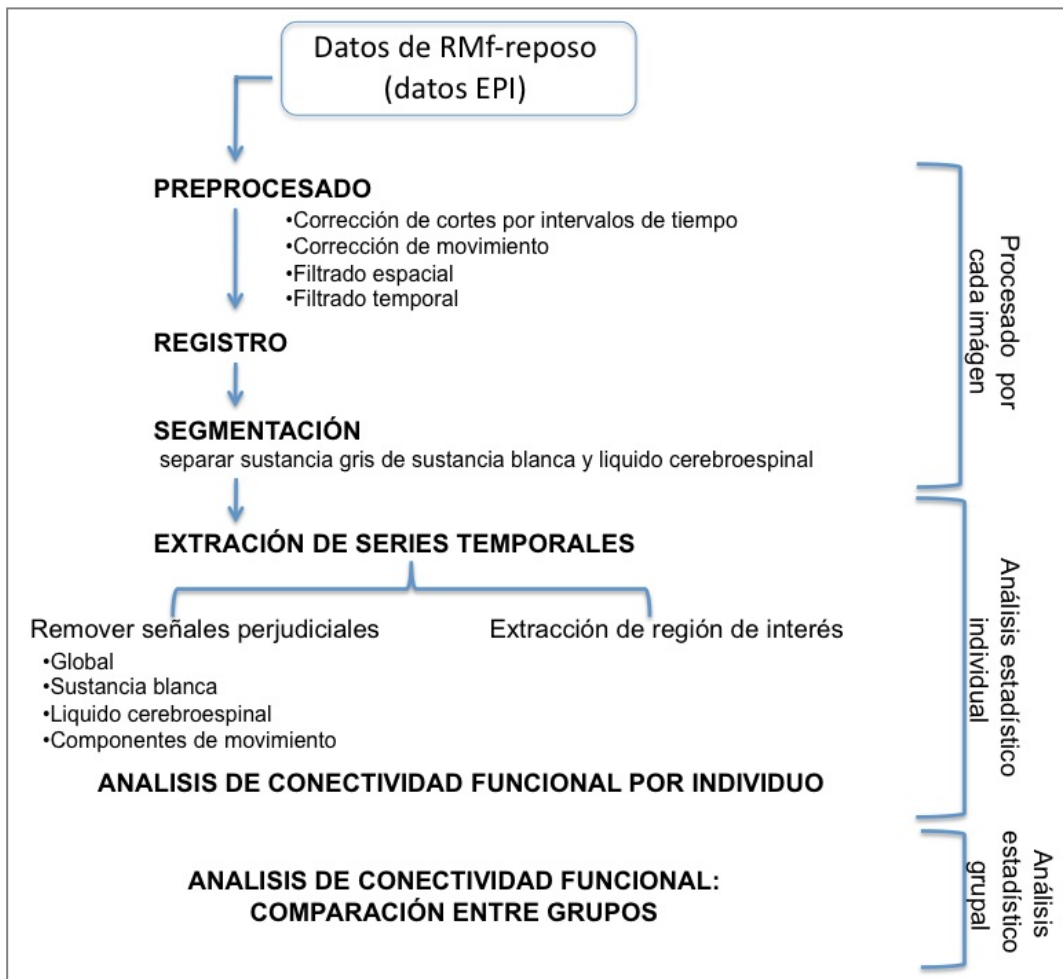 Datos de RMf-reposo
(datos EPI)
PREPROCESADO
•Corrección de cortes por intervalos de tiempo
•Corrección de movimiento
•Filtrado espacial
•Filtrado temporal
REGISTRO
SEGMENTACIÓN
separar sustancia gris de sustancia blanca y liquido cerebroespinal
Procesado por
cada imágen
EXTRACIÓN DE SERIES TEMPORALES
Remover señales perjudiciales
•Global
•Sustancia blanca
•Liquido cerebroespinal
•Componentes de movimiento
Extracción de región de interés
ANALISIS DE CONECTIVIDAD FUNCIONAL POR INDIVIDUO
Análisis estadístico
individual
ANALISIS DE CONECTIVIDAD FUNCIONAL:
COMPARACIÓN ENTRE GRUPOS
Análisis
estadístico
grupal